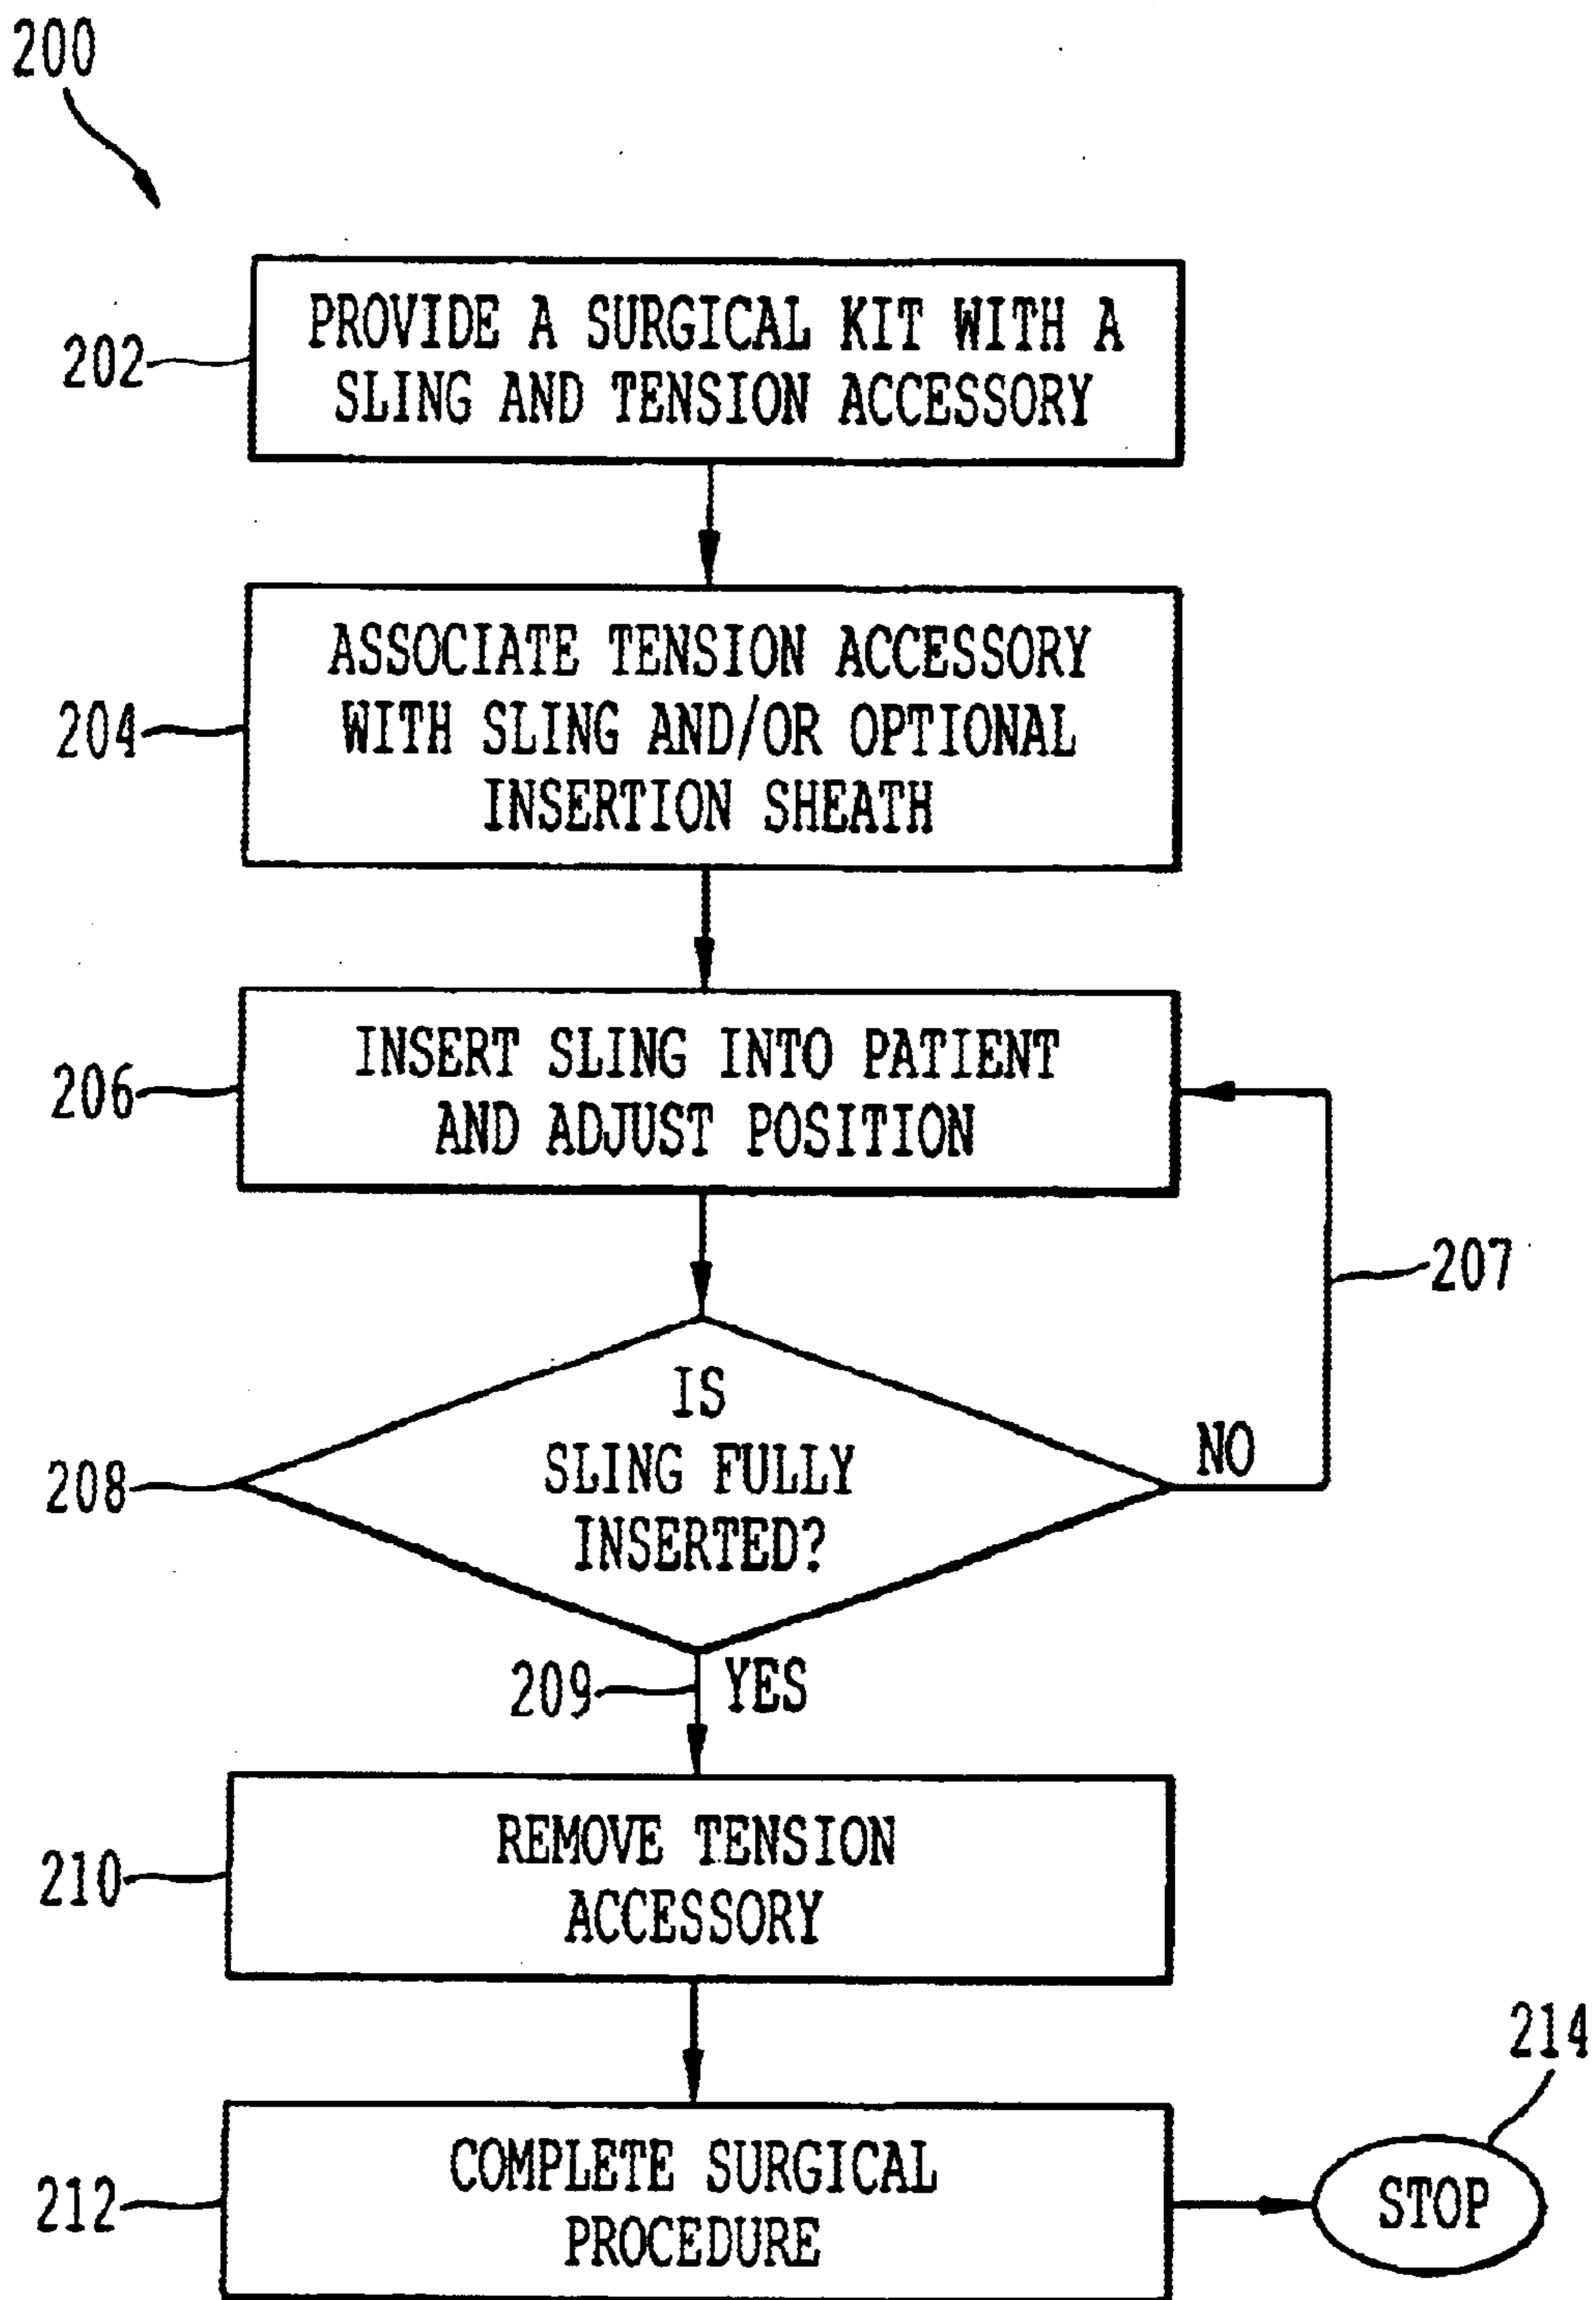 200
202
PROVIDE A SURGICAL KIT WITH A
SLING AND TENSION ACCESSORY
204
ASSOCIATE TENSION ACCESSORY
WITH SLING AND/OR OPTIONAL
INSERTION SHEATH
206
INSERT SLING INTO PATIENT
AND ADJUST POSITION
207
208
IS
SLING FULLY
INSERTED?
NO
209
YES
210
REMOVE TENSION
ACCESSORY
212
COMPLETE SURGICAL
PROCEDURE
214
STOP